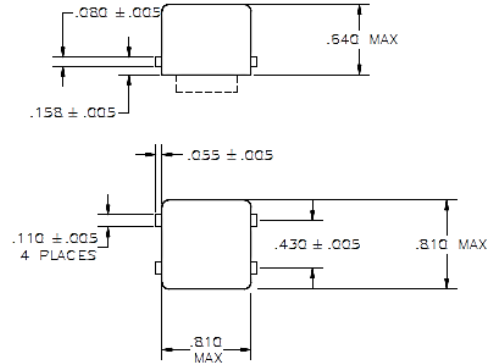 .080 ± .005
.640 MAX
.158 ± .005
.055 ± .005
.110 ± .005
4 PLACES
.430 ± .005
.810 MAX
.810
MAX